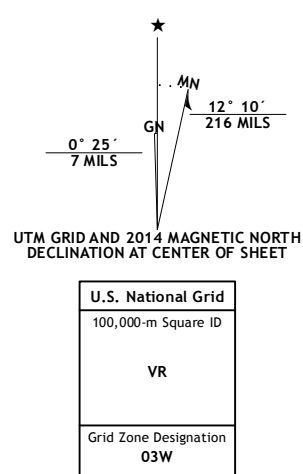 ★
MN
GN
12° 10´
216 MILS
0° 25´
7 MILS
UTM GRID AND 2014 MAGNETIC NORTH
DECLINATION AT CENTER OF SHEET
U.S. National Grid
100,000-m Square ID
VR
Grid Zone Designation
03W